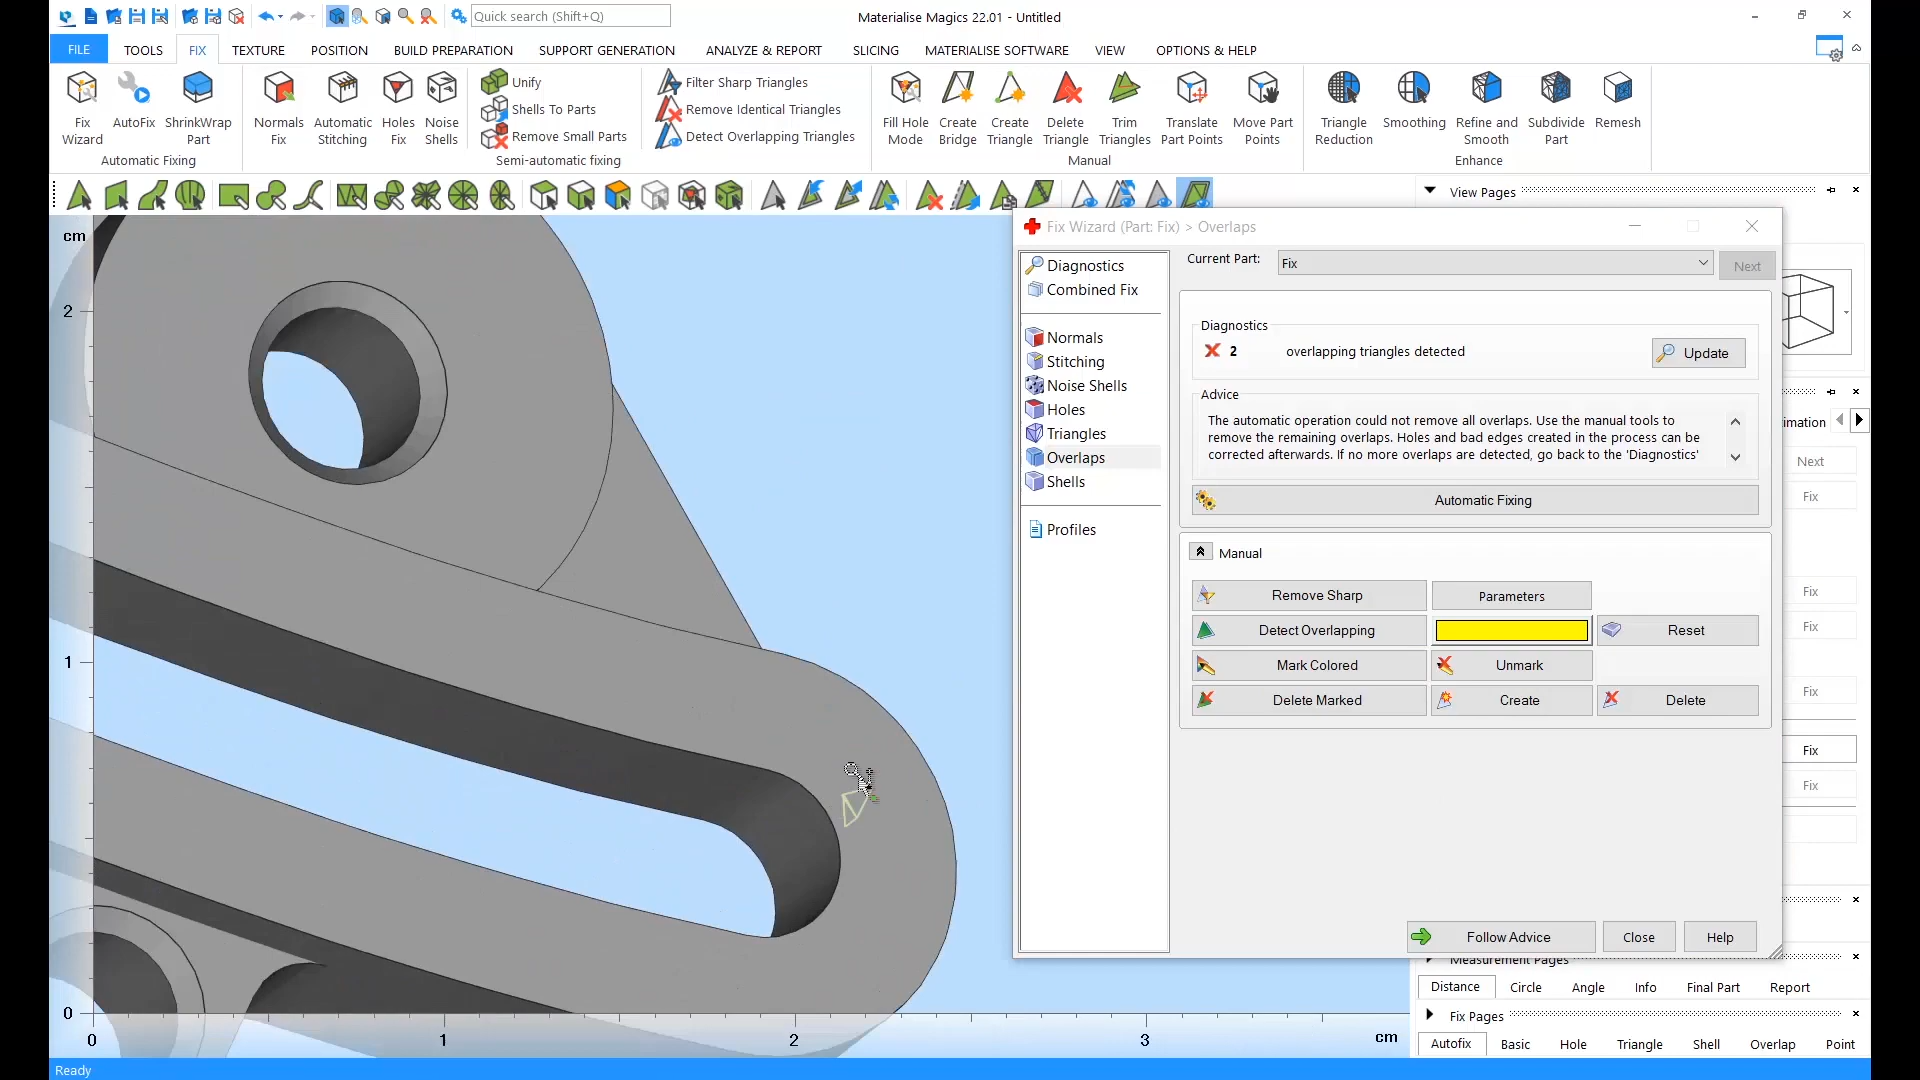 Quick search (Shift+Q)
Materialise Magics 22.01 - Untitled
FILE TOOLS FIX TEXTURE POSITION BUILD PREPARATION SUPPORT GENERATION ANALYZE & REPORT SLICING MATERIALISE SOFTWARE VIEW OPTIONS & HELP
Fix Wizard
AutoFix
ShrinkWrap Part
Automatic Fixing
Normals Fix
Automatic Stitching
Holes Fix
Noise Shells
Unify
Shells To Parts
Remove Small Parts
Semi-automatic fixing
Filter Sharp Triangles
Remove Identical Triangles
Detect Overlapping Triangles
Fill Hole Mode
Create Bridge
Create Triangle
Delete Triangle
Trim Triangles
Translate Part Points
Move Part Points
Manual
Triangle Reduction
Smoothing
Refine and Smooth
Subdivide Part
Remesh
Enhance
View Pages
cm
2
1
0
0 1 2 3 cm
Fix Wizard (Part: Fix) > Overlaps
Diagnostics
Combined Fix
Normals
Stitching
Noise Shells
Holes
Triangles
Overlaps
Shells
Profiles
Current Part: Fix Next
Diagnostics
2 overlapping triangles detected Update
Advice
The automatic operation could not remove all overlaps. Use the manual tools to
remove the remaining overlaps. Holes and bad edges created in the process can be
corrected afterwards. If no more overlaps are detected, go back to the 'Diagnostics'
Automatic Fixing
Manual
Remove Sharp Parameters
Detect Overlapping Reset
Mark Colored Unmark
Delete Marked Create Delete
Follow Advice Close Help
imation
Next
Fix
Fix
Fix
Fix
Fix
Fix
Measurement Pages
Distance Circle Angle Info Final Part Report
Fix Pages
Autofix Basic Hole Triangle Shell Overlap Point
Ready